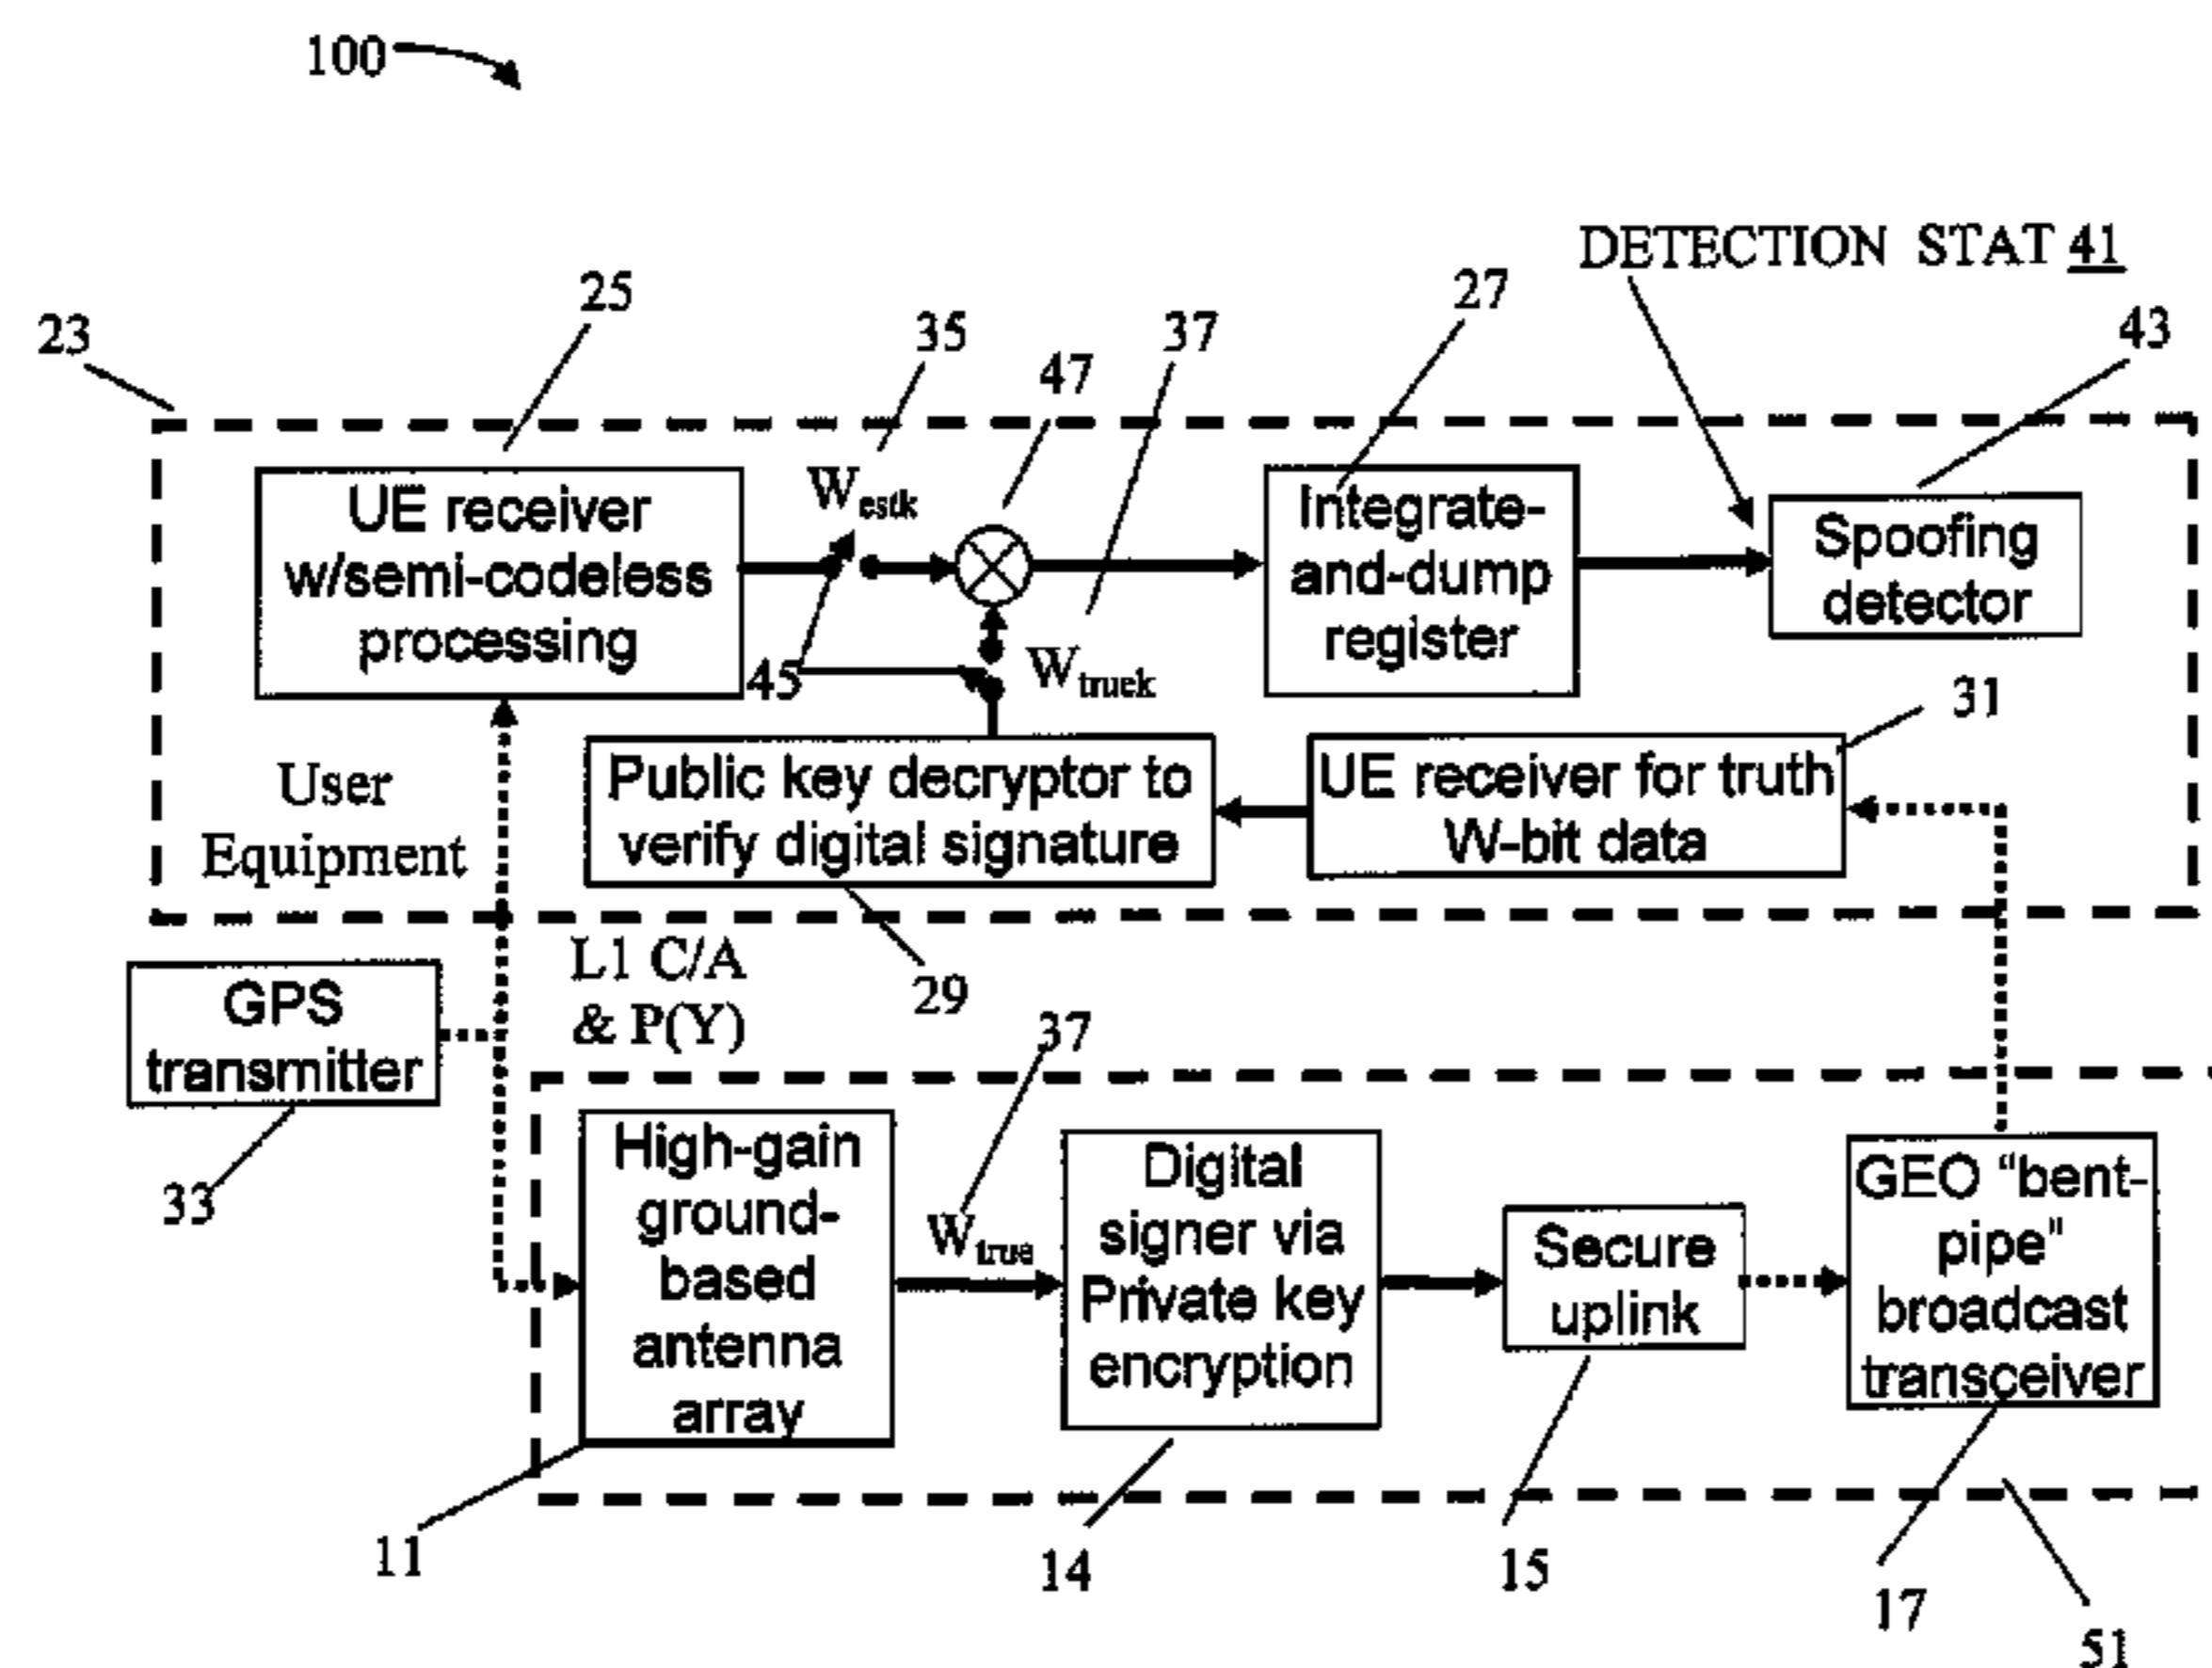 100
DETECTION STAT 41
23
25
35
47
37
27
43
UE receiver
w/semi-codeless
processing
Westk
Integrate-
and-dump
register
Spoofing
detector
45
Wtruek
31
User
Equipment
Public key decryptor to
verify digital signature
UE receiver for truth
W-bit data
29
L1 C/A
& P(Y)
GPS
transmitter
33
37
High-gain
ground-
based
antenna
array
Wtrue
Digital
signer via
Private key
encryption
Secure
uplink
GEO “bent-
pipe”
broadcast
transceiver
11
14
15
17
51